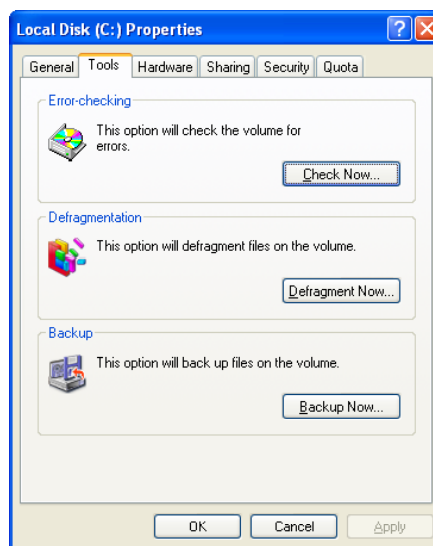 Local Disk (C:) Properties
?
General Tools Hardware Sharing Security Quota
Error-checking
This option will check the volume for
errors.
Check Now...
Defragmentation
This option will defragment files on the volume.
Defragment Now...
Backup
This option will back up files on the volume.
Backup Now...
OK Cancel Apply